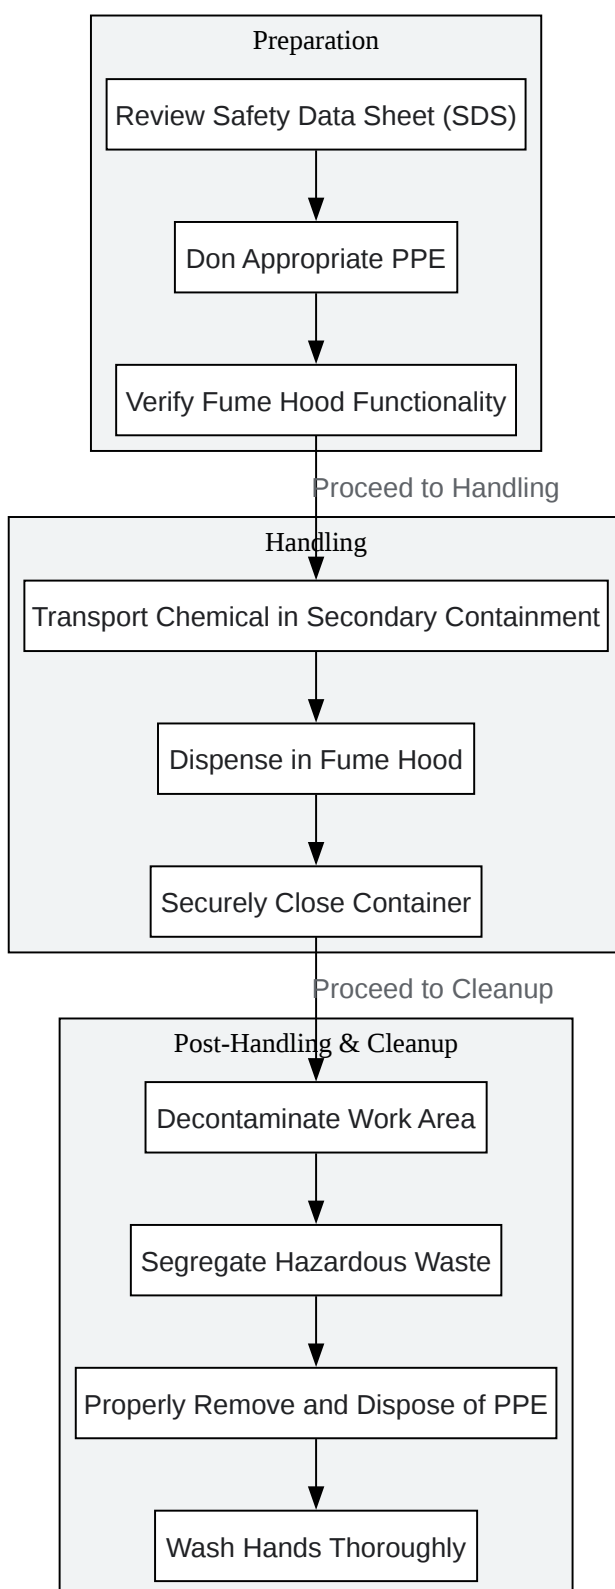 Preparation
Review Safety Data Sheet (SDS)
Don Appropriate PPE
Verify Fume Hood Functionality
Proceed to Handling
Handling
Transport Chemical in Secondary Containment
Dispense in Fume Hood
Securely Close Container
Proceed to Cleanup
Post-Handling & Cleanup
Decontaminate Work Area
Segregate Hazardous Waste
Properly Remove and Dispose of PPE
Wash Hands Thoroughly